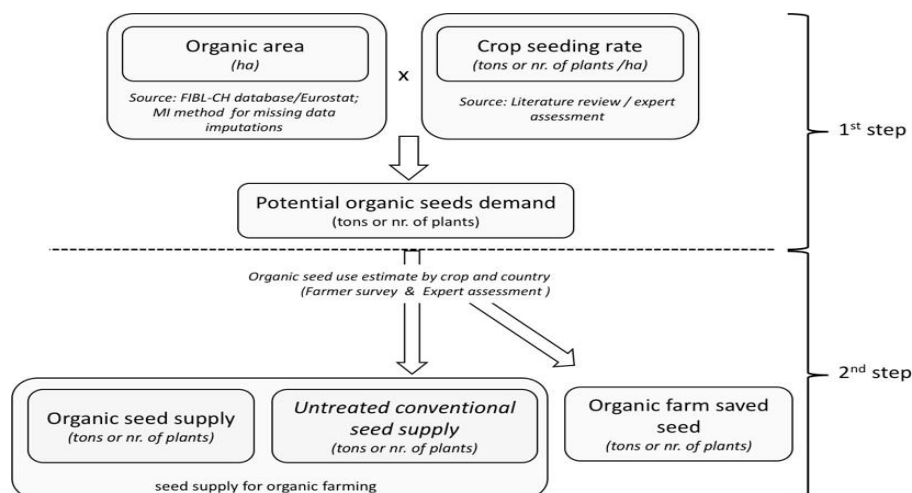 Organic area
(ha)
Source: FIBL-CH database/Eurostat;
MI method for missing data
imputations
x
Crop seeding rate
(tons or nr. of plants /ha)
Source: Literature review / expert
assessment
1st step
Potential organic seeds demand
(tons or nr. of plants)
Organic seed use estimate by crop and country
(Farmer survey & Expert assessment )
2nd step
Organic seed supply
(tons or nr. of plants)
Untreated conventional
seed supply
(tons or nr. of plants)
Organic farm saved
seed
(tons or nr. of plants)
seed supply for organic farming